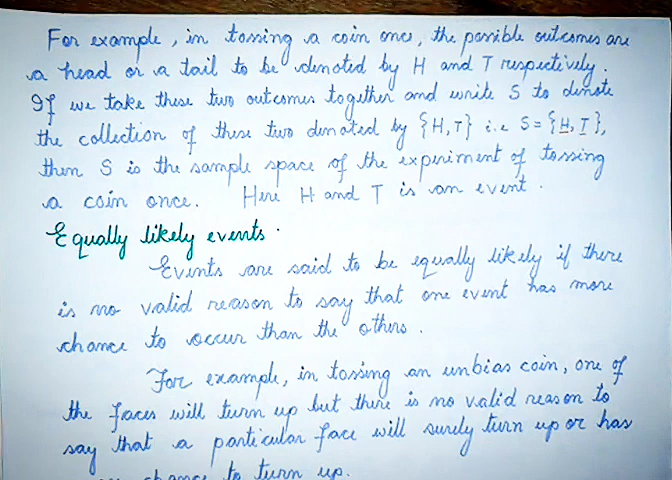 For example, in tossing a coin once, the possible outcomes are
a head or a tail to be denoted by H and T respectively.
If we take these two outcomes together and write S to denote
the collection of these two denoted by {H,T} i.e S = {H, T},
then S is the sample space of the experiment of tossing
a coin once. Here H and T is an event.
Equally likely events.
Events are said to be equally likely if there
is no valid reason to say that one event has more
chance to occur than the others.
For example, in tossing an unbias coin, one of
the faces will turn up but there is no valid reason to
say that a particular face will surely turn up or has
chance to turn up.